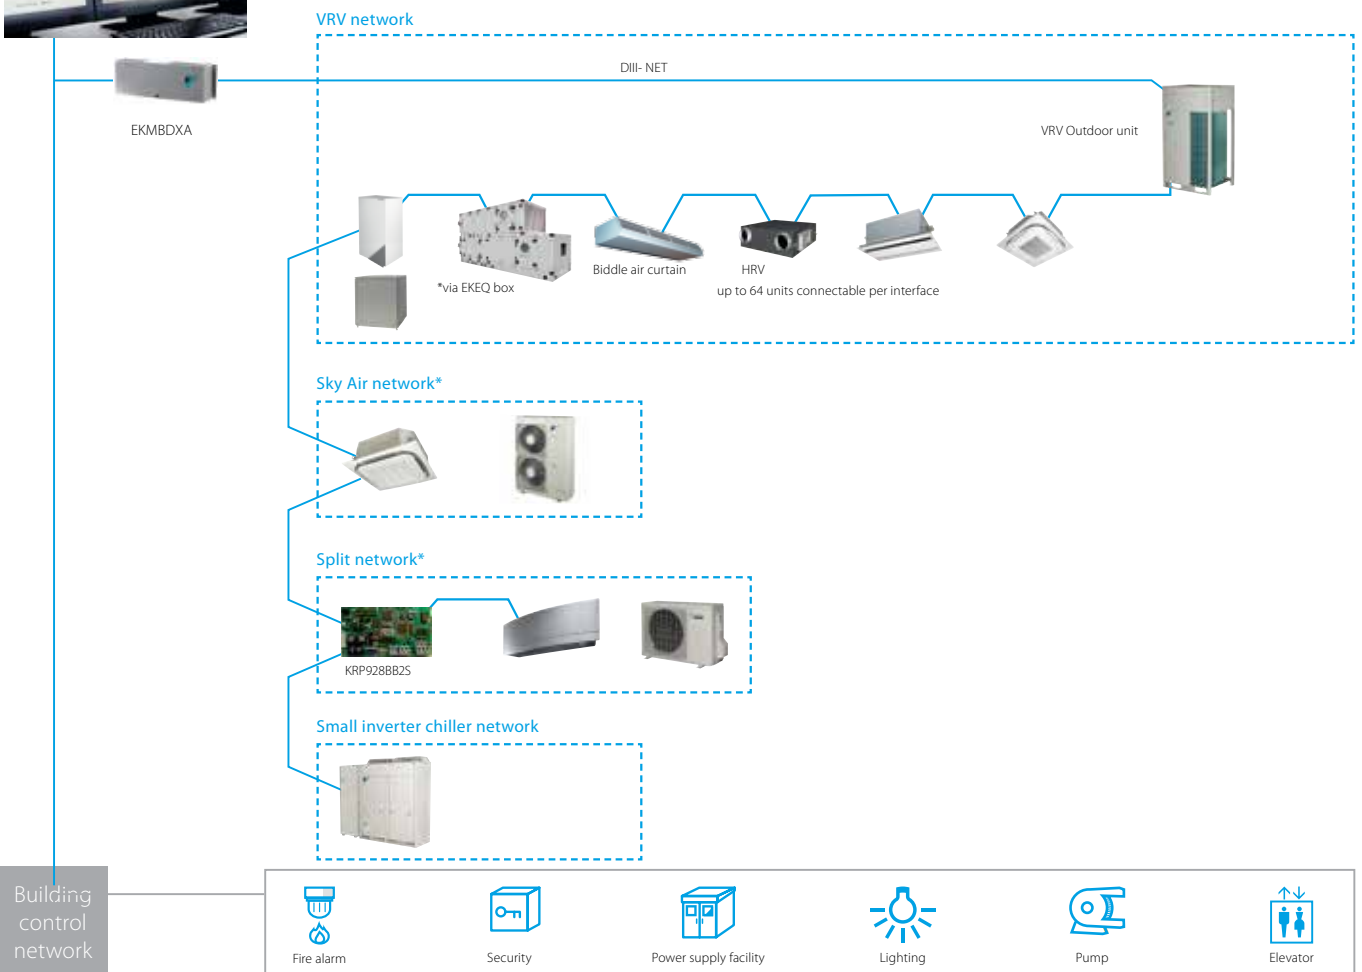 VRV network
DIII- NET
EKMBDXA
VRV Outdoor unit
*via EKEQ box
Biddle air curtain
HRV
up to 64 units connectable per interface
Sky Air network*
Split network*
KRP928BB2S
Small inverter chiller network
Building
control
network
Fire alarm
Security
Power supply facility
Lighting
Pump
Elevator